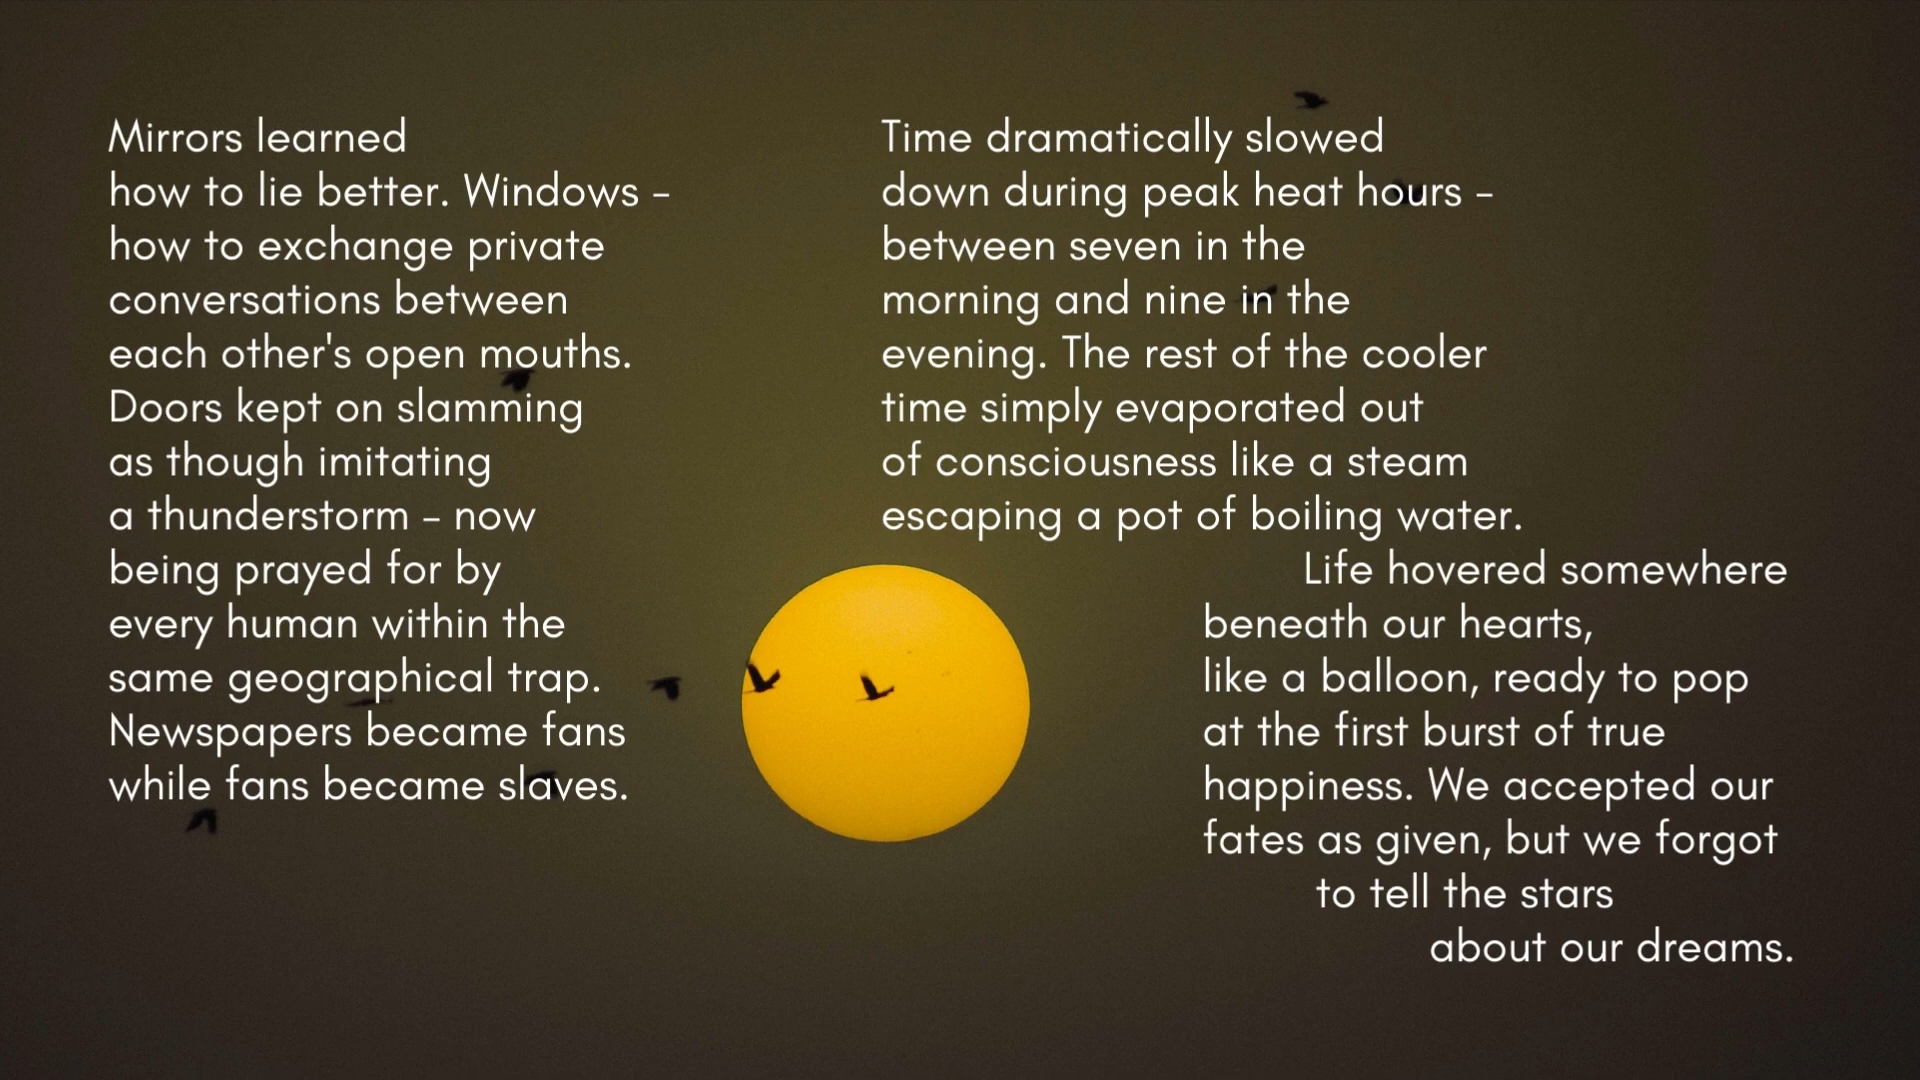 Mirrors learned
how to lie better. Windows -
how to exchange private
conversations between
each other's open mouths.
Doors kept on slamming
as though imitating
a thunderstorm - now
being prayed for by
every human within the
same geographical trap.
Newspapers became fans
while fans became slaves.
Time dramatically slowed
down during peak heat hours -
between seven in the
morning and nine in the
evening. The rest of the cooler
time simply evaporated out
of consciousness like a steam
escaping a pot of boiling water.
Life hovered somewhere
beneath our hearts,
like a balloon, ready to pop
at the first burst of true
happiness. We accepted our
fates as given, but we forgot
to tell the stars
about our dreams.